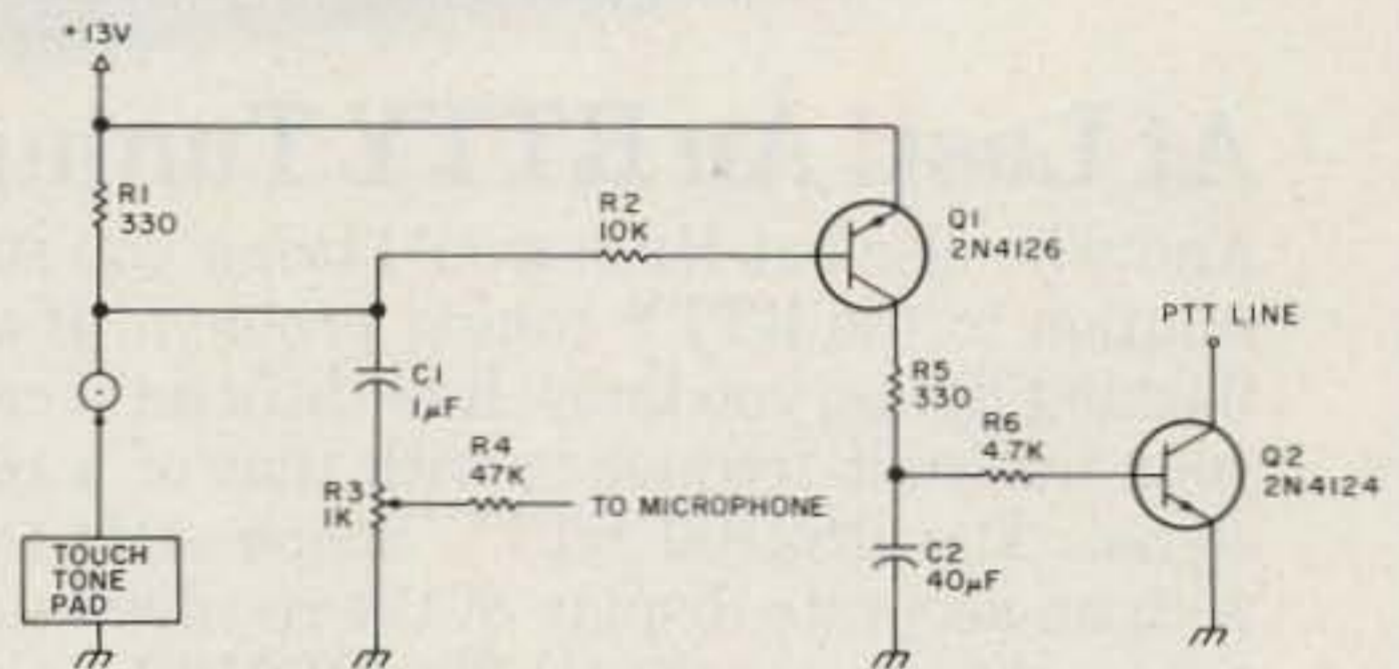 +13V
R1
330
R2
10K
Q1
2N4126
PTT LINE
C1
1µF
R5
330
R6
4.7K
R4
47K
R3
1K
TO MICROPHONE
Q2
2N4124
TOUCH
TONE
PAD
C2
40µF